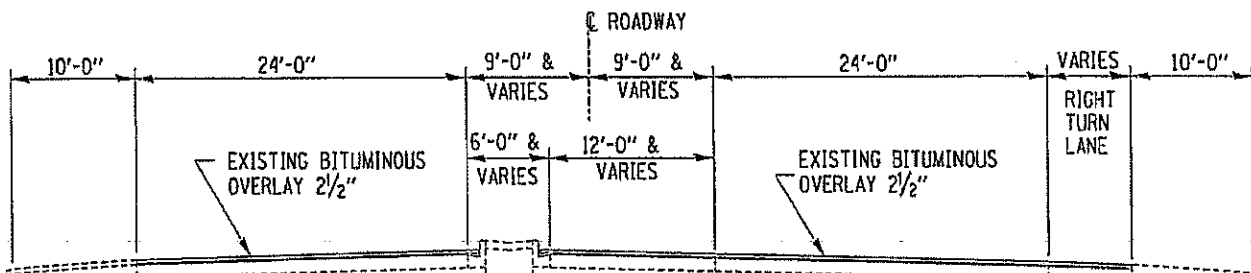 ℄ ROADWAY
10'-0" 24'-0" 9'-0" & 9'-0" & 24'-0" VARIES 10'-0"
VARIES VARIES
RIGHT
TURN
LANE
6'-0" & 12'-0" &
VARIES VARIES
EXISTING BITUMINOUS
OVERLAY 2½"
EXISTING BITUMINOUS
OVERLAY 2½"